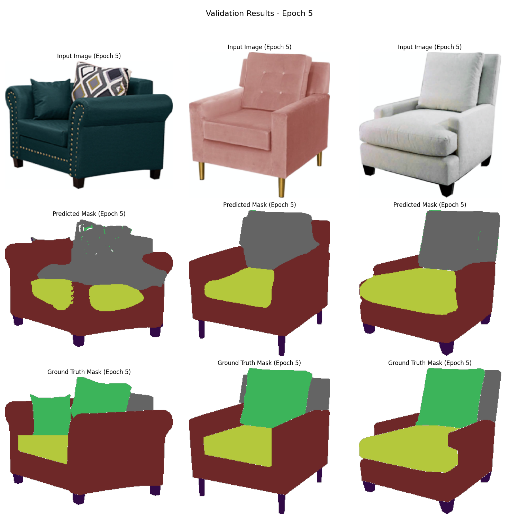 Validation Results - Epoch 5
Input Image (Epoch 5)
Input Image (Epoch 5)
Input Image (Epoch 5)
Predicted Mask (Epoch 5)
Predicted Mask (Epoch 5)
Predicted Mask (Epoch 5)
Ground Truth Mask (Epoch 5)
Ground Truth Mask (Epoch 5)
Ground Truth Mask (Epoch 5)